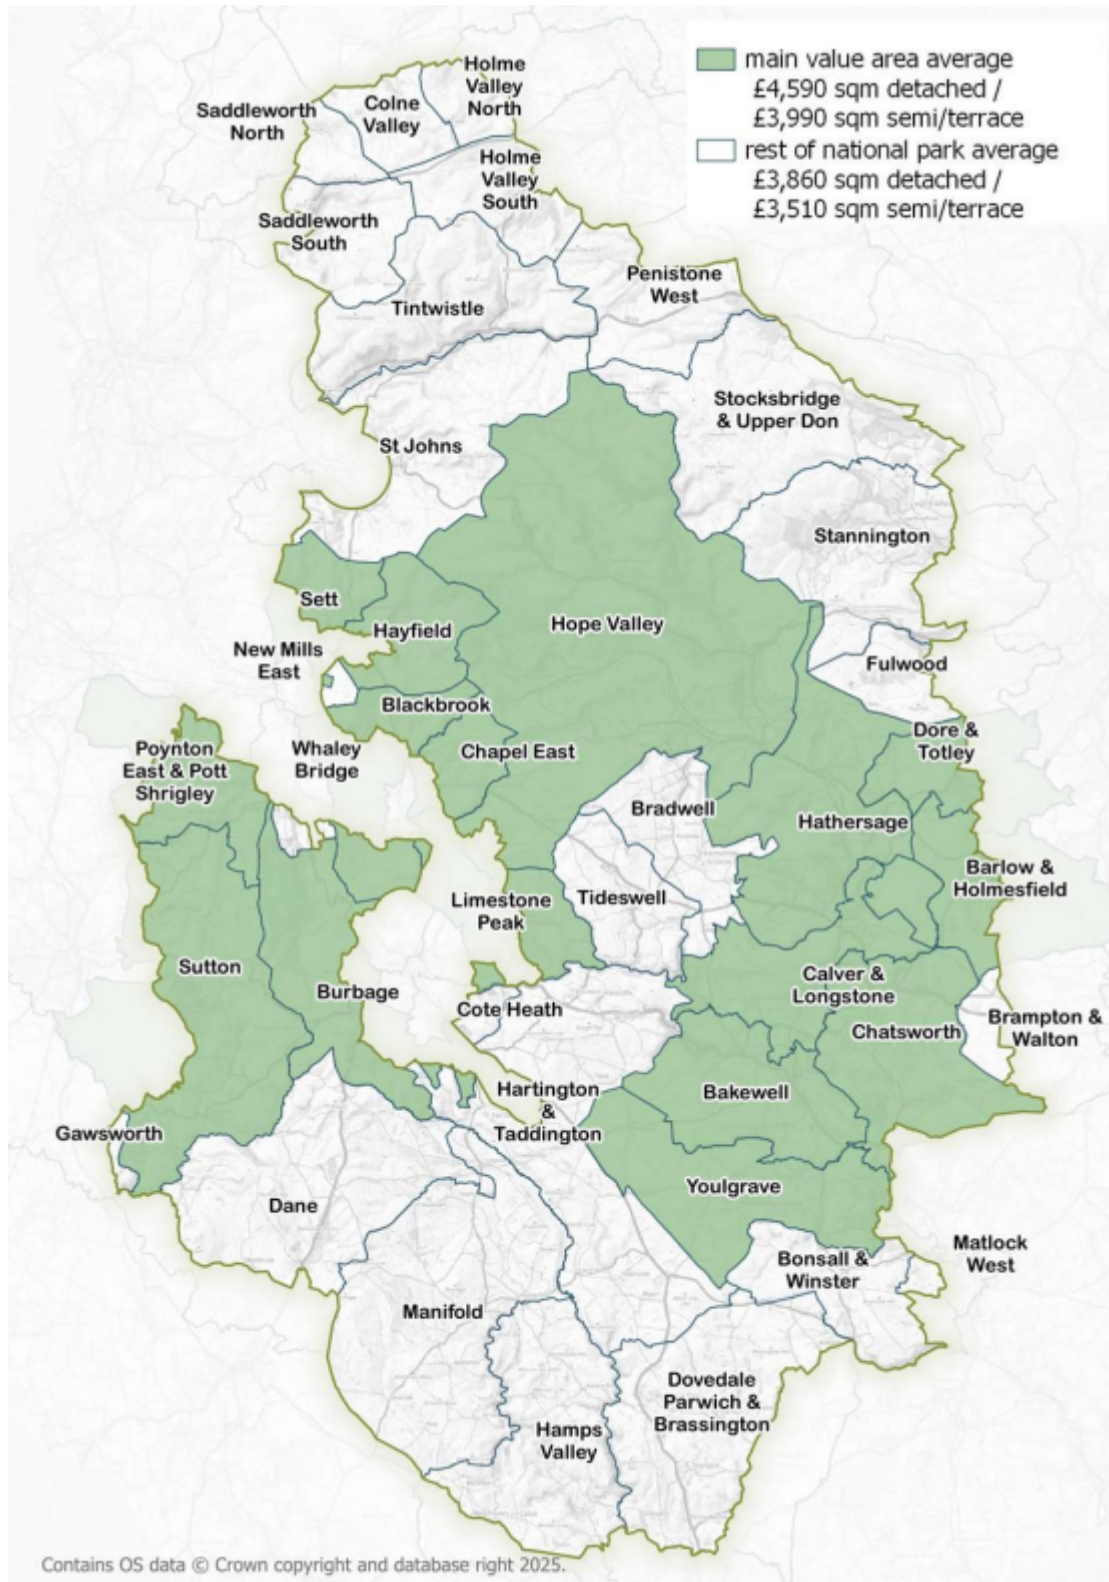 main value area average
£4,590 sqm detached /
£3,990 sqm semi/terrace
rest of national park average
£3,860 sqm detached /
£3,510 sqm semi/terrace
Holme
Valley
North
Colne
Valley
Saddleworth
North
Holme
Valley
South
Saddleworth
South
Penistone
West
Tintwistle
Stocksbridge
& Upper Don
St Johns
Stannington
Sett
Hayfield
Hope Valley
New Mills
East
Fulwood
Blackbrook
Dore &
Totley
Poynton
East & Pott
Shrigley
Whaley
Bridge
Chapel East
Bradwell
Hathersage
Barlow &
Holmesfield
Limestone
Peak
Tideswell
Sutton
Burbage
Calver &
Longstone
Cote Heath
Chatsworth
Brampton &
Walton
Bakewell
Hartington
&
Taddington
Gawsworth
Youlgrave
Dane
Matlock
West
Bonsall &
Winster
Manifold
Dovedale
Parwich &
Brassington
Hamps
Valley
Contains OS data © Crown copyright and database right 2025.